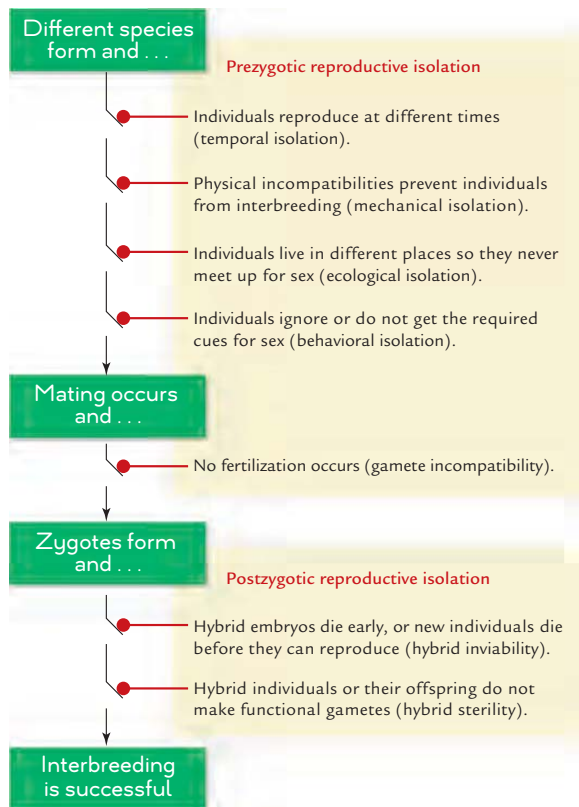 Different species
form and . . .
Prezygotic reproductive isolation
Individuals reproduce at different times
(temporal isolation).
Physical incompatibilities prevent individuals
from interbreeding (mechanical isolation).
Individuals live in different places so they never
meet up for sex (ecological isolation).
Individuals ignore or do not get the required
cues for sex (behavioral isolation).
Mating occurs
and . . .
No fertilization occurs (gamete incompatibility).
Zygotes form
and . . .
Postzygotic reproductive isolation
Hybrid embryos die early, or new individuals die
before they can reproduce (hybrid inviability).
Hybrid individuals or their offspring do not
make functional gametes (hybrid sterility).
Interbreeding
is successful